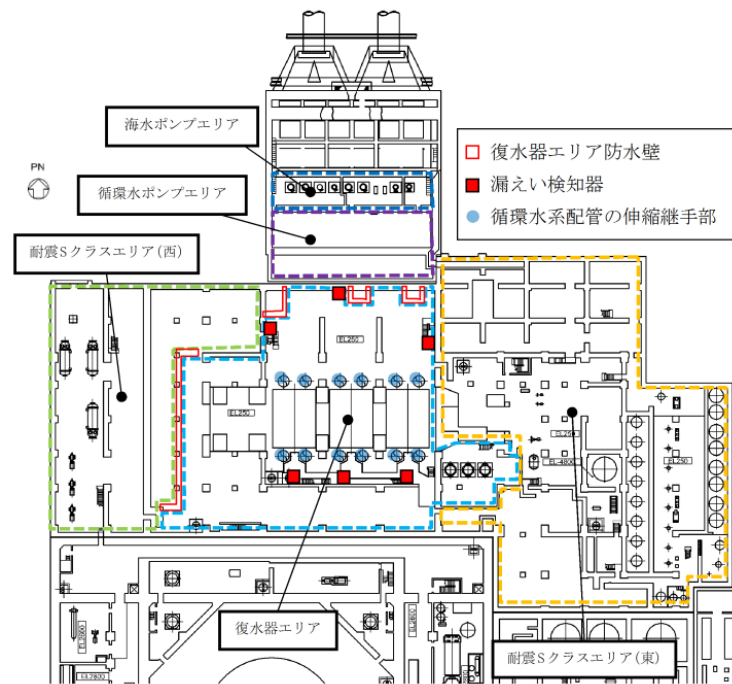 海水ポンプエリア
復水器エリア防水壁
漏えい検知器
循環水系配管の伸縮継手部
PN
循環水ポンプエリア
耐震Sクラスエリア(西)
EL250
EL250
EL250
EL-4800
EL250
復水器エリア
耐震Sクラスエリア(東)
EL2800